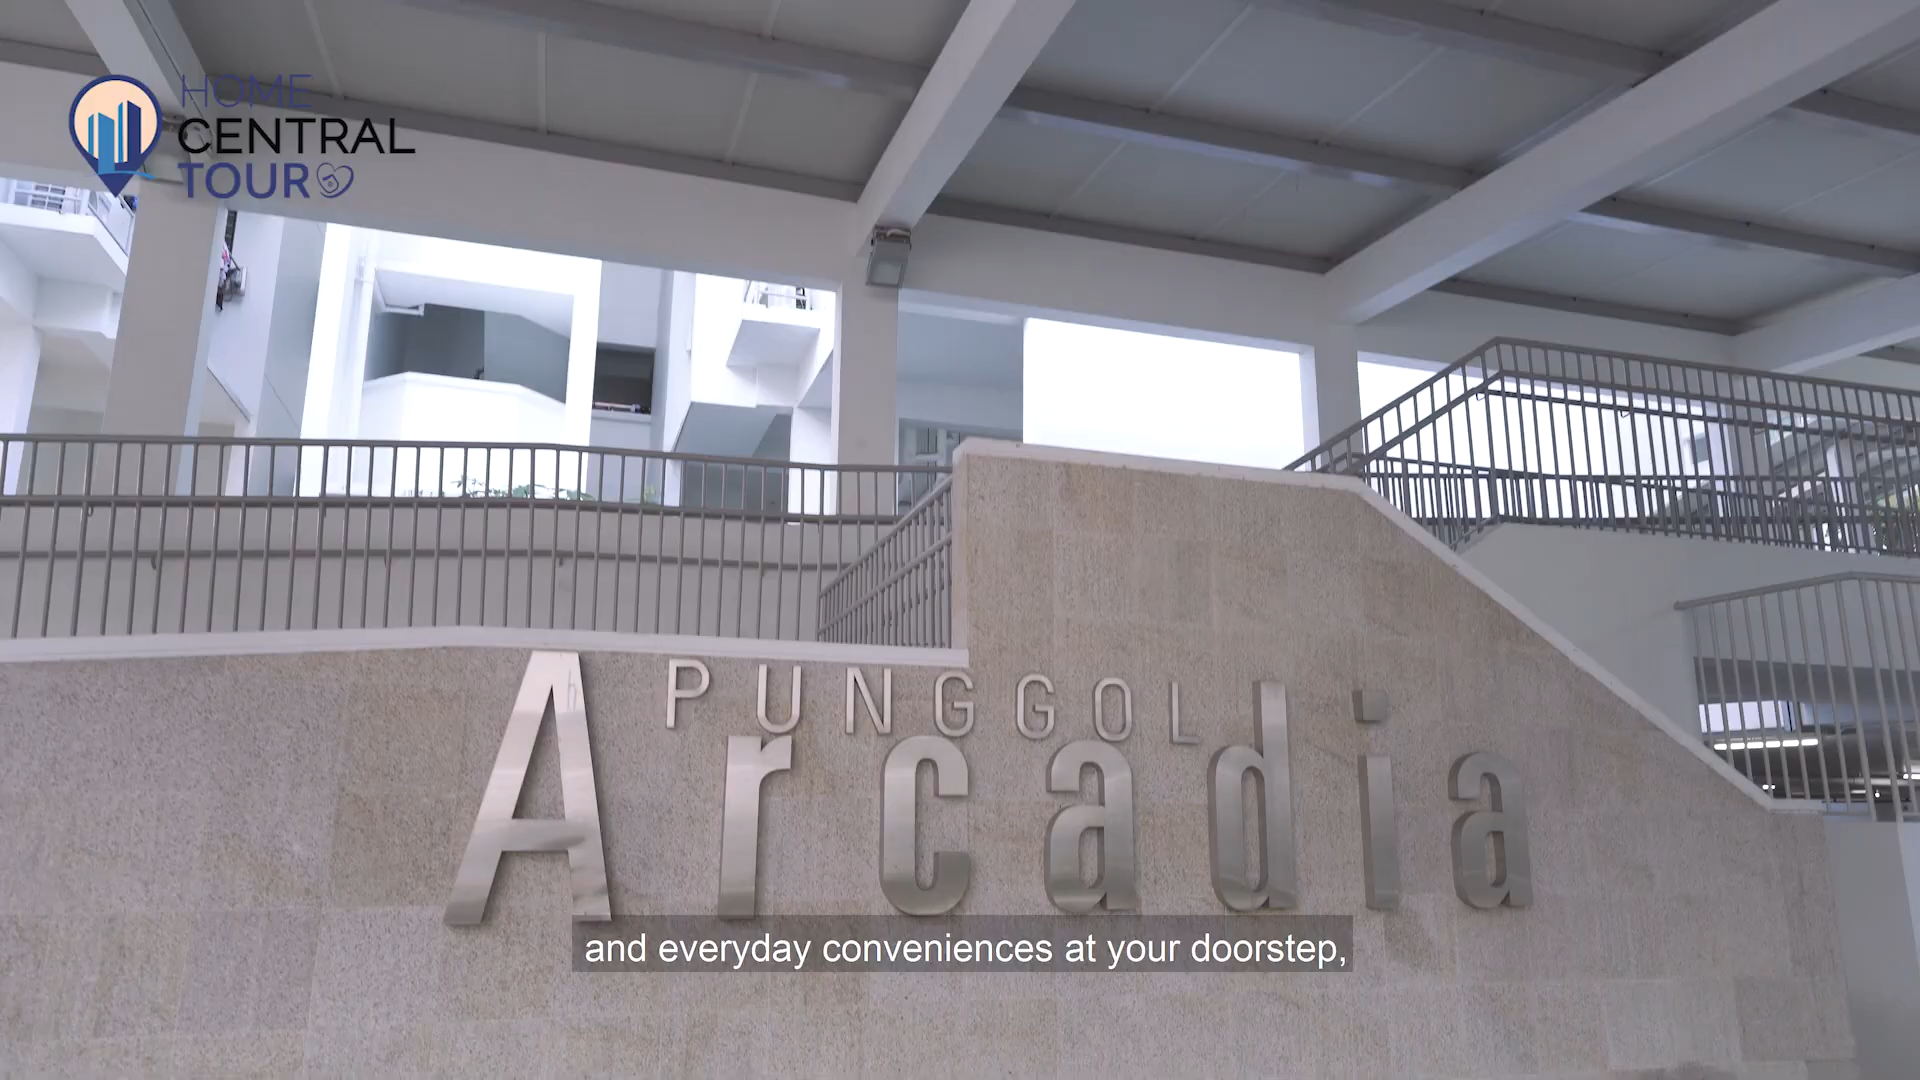 HOME
CENTRAL
TOUR
PUNGGOL
Arcadia
and everyday conveniences at your doorstep,